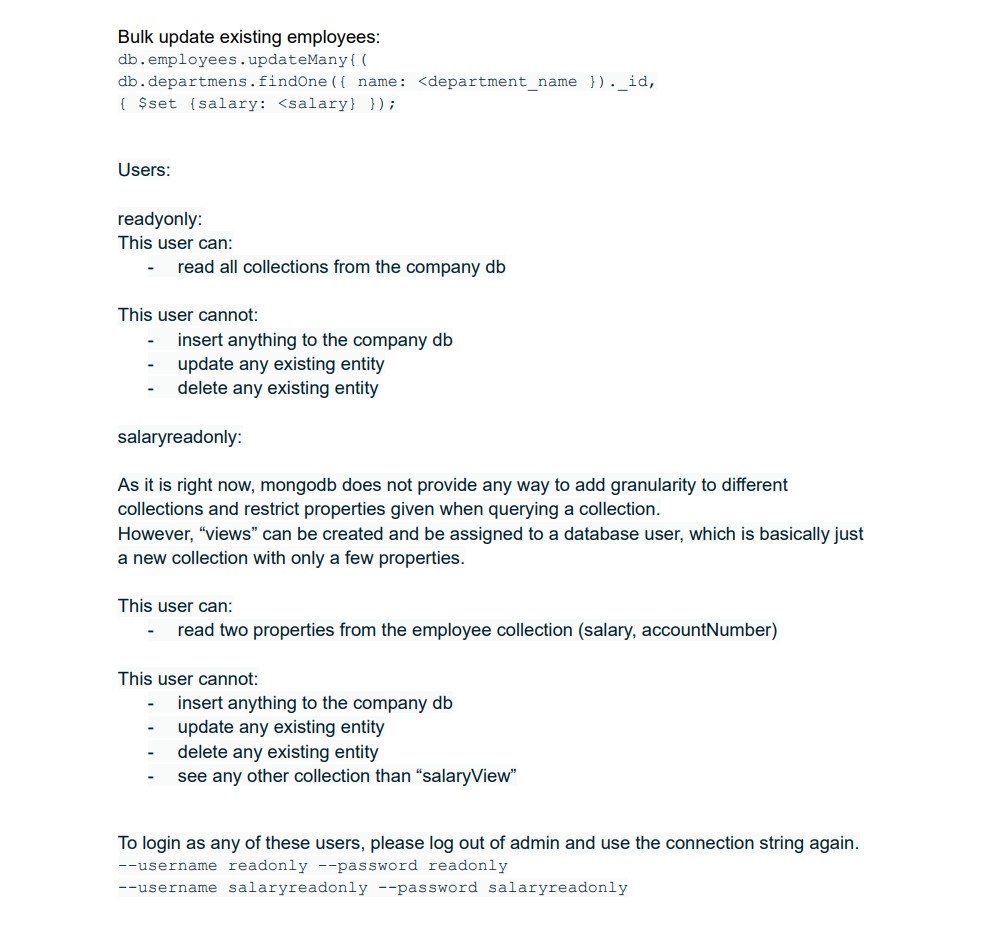 Bulk update existing employees:
db.employees.updateMany{(
db.departmens.findOne({ name: <department_name })._id,
{ $set {salary: <salary} });
Users:
readyonly:
This user can:
- read all collections from the company db
This user cannot:
- insert anything to the company db
- update any existing entity
- delete any existing entity
salaryreadonly:
As it is right now, mongodb does not provide any way to add granularity to different
collections and restrict properties given when querying a collection.
However, “views” can be created and be assigned to a database user, which is basically just
a new collection with only a few properties.
This user can:
- read two properties from the employee collection (salary, accountNumber)
This user cannot:
- insert anything to the company db
- update any existing entity
- delete any existing entity
- see any other collection than “salaryView”
To login as any of these users, please log out of admin and use the connection string again.
--username readonly --password readonly
--username salaryreadonly --password salaryreadonly